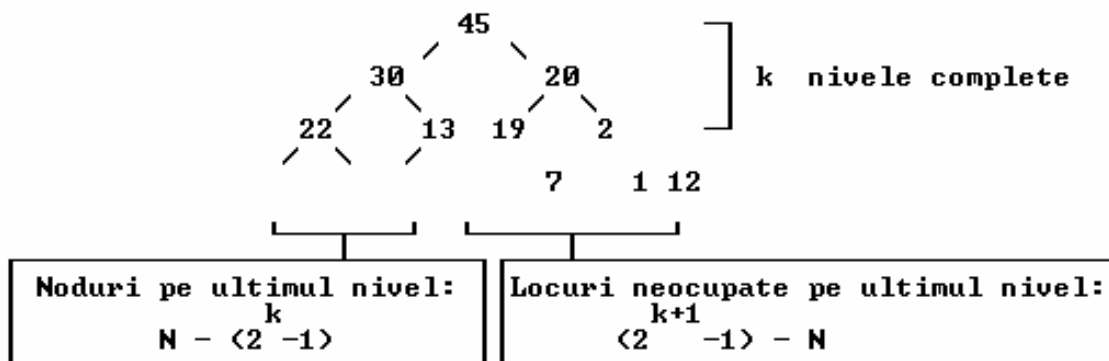 45
30 20 k nivele complete
22 13 19 2
7 1 12
Noduri pe ultimul nivel:
k
N - (2 -1)
Locuri neocupate pe ultimul nivel:
k+1
(2 -1) - N